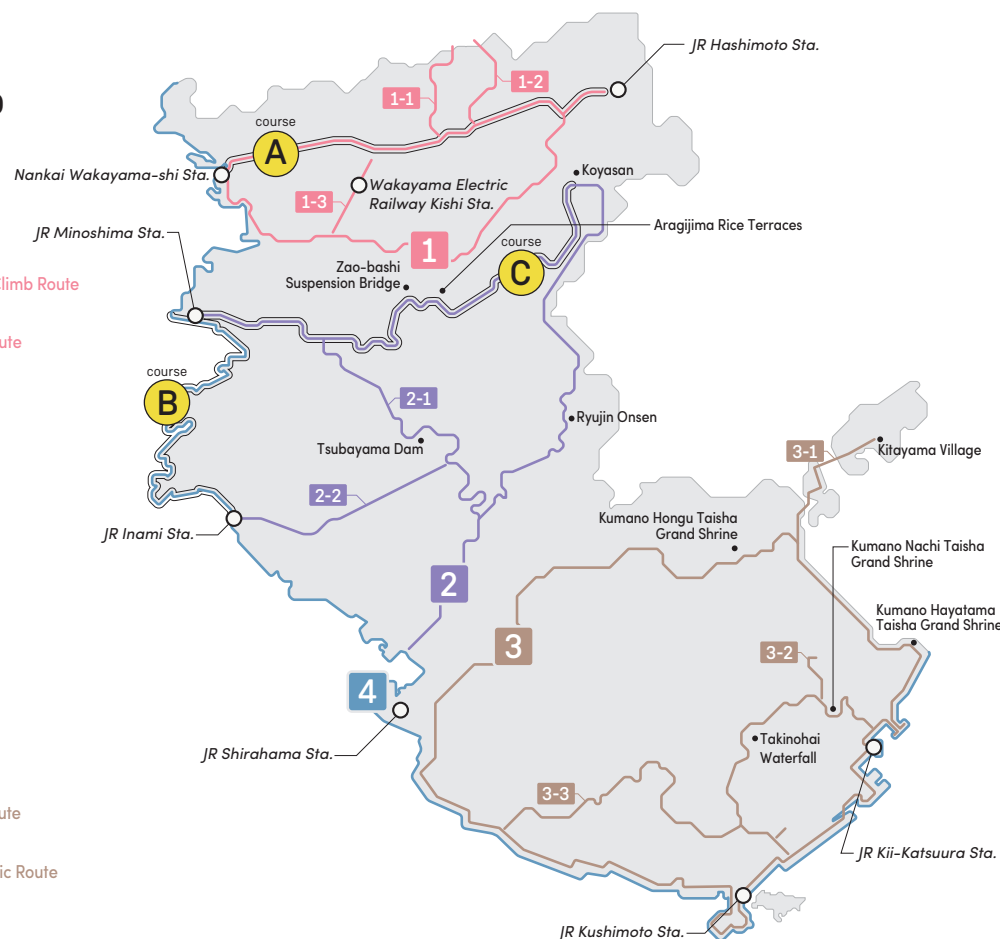 JR Hashimoto Sta.
1-1
1-2
course
A
Nankai Wakayama-shi Sta.
Koyasan
Wakayama Electric
Railway Kishi Sta.
1-3
JR Minoshima Sta.
Aragijima Rice Terraces
1
course
C
Zao-bashi
Suspension Bridge
Climb Route
ute
course
B
2-1
Ryujin Onsen
Tsubayama Dam
3-1
Kitayama Village
2-2
JR Inami Sta.
Kumano Hongu Taisha
Grand Shrine
Kumano Nachi Taisha
Grand Shrine
2
Kumano Hayatama
Taisha Grand Shrine
3
3-2
4
JR Shirahama Sta.
Takinohai
Waterfall
3-3
ute
JR Kii-Katsuura Sta.
ic Route
JR Kushimoto Sta.